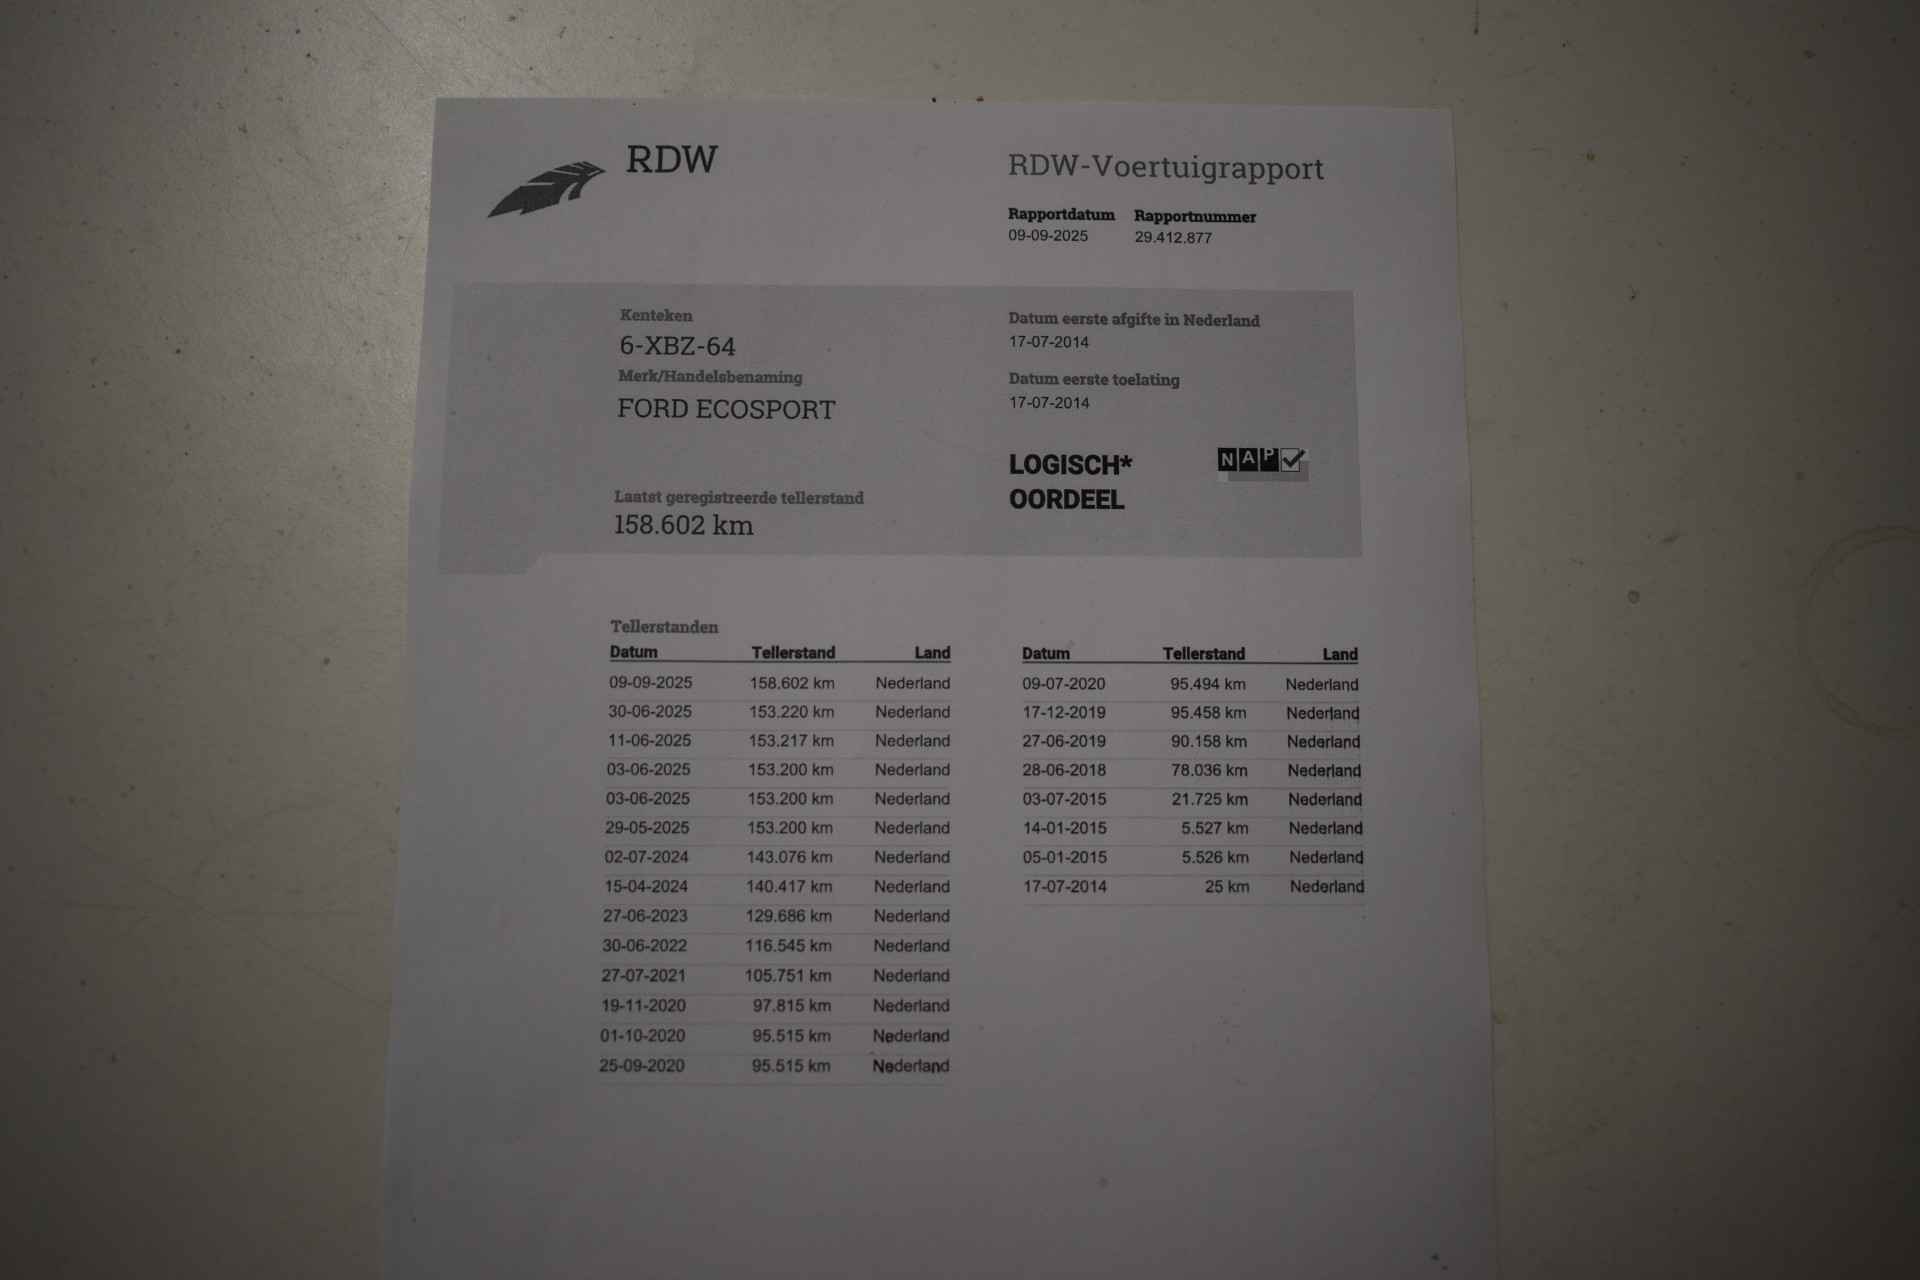 RDW
RDW-Voertuigrapport
Rapportdatum Rapportnummer
09-09-2025 29.412.877
Kenteken
6-XBZ-64
Merk/Handelsbenaming
FORD ECOSPORT
Laatst geregistreerde tellerstand
158.602 km
Datum eerste afgifte in Nederland
17-07-2014
Datum eerste toelating
17-07-2014
LOGISCH*
OORDEEL
NAP
Tellerstanden
Datum Tellerstand Land
09-09-2025 158.602 km Nederland
30-06-2025 153.220 km Nederland
11-06-2025 153.217 km Nederland
03-06-2025 153.200 km Nederland
03-06-2025 153.200 km Nederland
29-05-2025 153.200 km Nederland
02-07-2024 143.076 km Nederland
15-04-2024 140.417 km Nederland
27-06-2023 129.686 km Nederland
30-06-2022 116.545 km Nederland
27-07-2021 105.751 km Nederland
19-11-2020 97.815 km Nederland
01-10-2020 95.515 km Nederland
25-09-2020 95.515 km Nederland
Datum Tellerstand Land
09-07-2020 95.494 km Nederland
17-12-2019 95.458 km Nederland
27-06-2019 90.158 km Nederland
28-06-2018 78.036 km Nederland
03-07-2015 21.725 km Nederland
14-01-2015 5.527 km Nederland
05-01-2015 5.526 km Nederland
17-07-2014 25 km Nederland